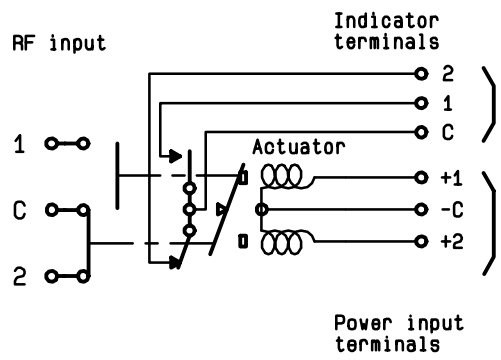 Indicator
terminals
RF input
2
1
C
Actuator
1
+1
C
-C
+2
2
Power input
terminals